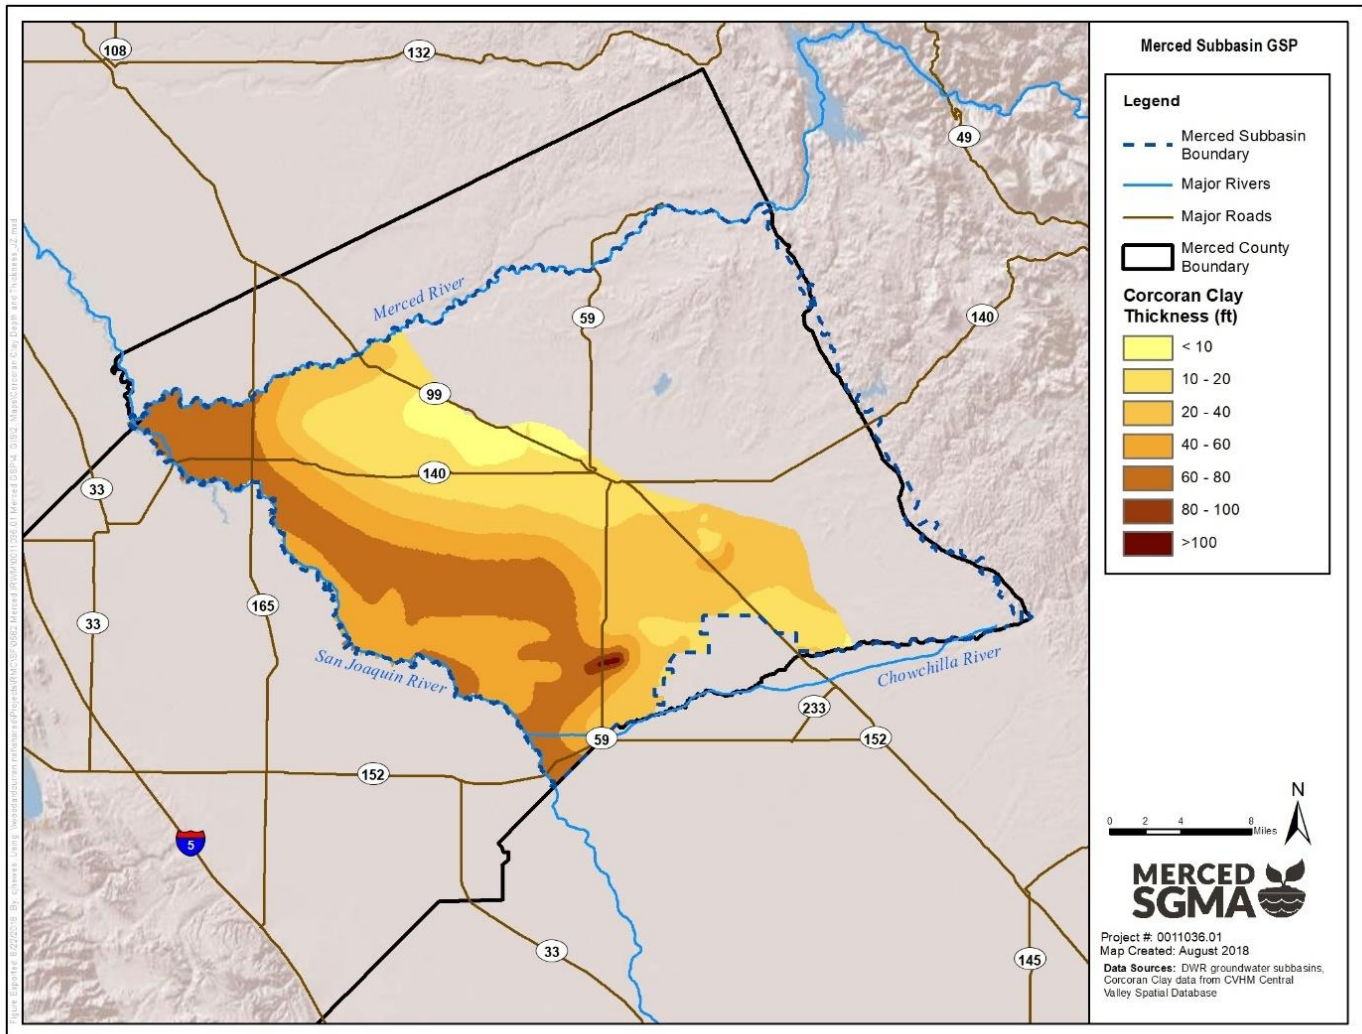 108
132
49
Merced River
59
140
99
140
33
33
165
San Joaquin River
Chowchilla River
233
59
152
152
5
33
145
Merced Subbasin GSP
Legend
Merced Subbasin
Boundary
Major Rivers
Major Roads
Merced County
Boundary
Corcoran Clay
Thickness (ft)
< 10
10 - 20
20 - 40
40 - 60
60 - 80
80 - 100
>100
N
0 2 4 8
Miles
MERCED
SGMA
Project #: 0011036.01
Map Created: August 2018
Data Sources: DWR groundwater subbasins,
Corcoran Clay data from CVHM Central
Valley Spatial Database